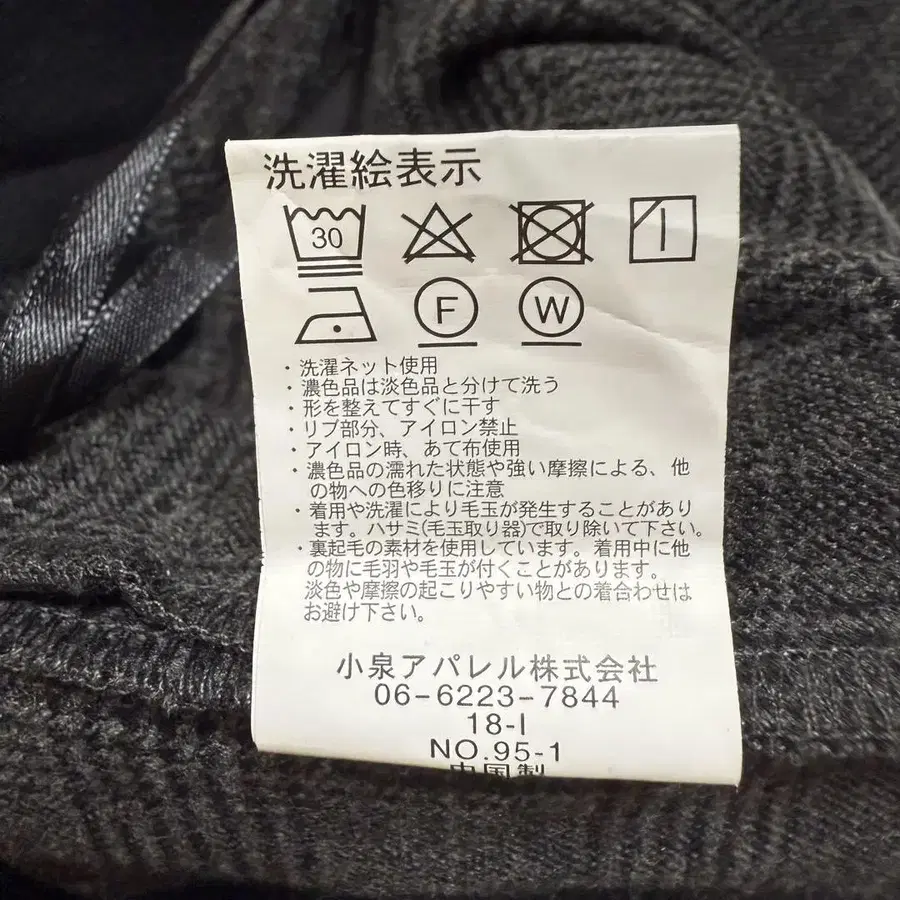 洗濯絵表示
30
F W
・洗濯ネット使用
・濃色品は淡色品と分けて洗う
・形を整えてすぐに干す
・リブ部分、アイロン禁止
・アイロン時、あて布使用
・濃色品の濡れた状態や強い摩擦による、他
の物への色移りに注意
・着用や洗濯により毛玉が発生することがあり
ます。ハサミ(毛玉取り器)で取り除いて下さい。
・裏起毛の素材を使用しています。着用中に他
の物に毛羽や毛玉が付くことがあります。
淡色や摩擦の起こりやすい物との着合わせは
お避け下さい。
小泉アパレル株式会社
06-6223-7844
18-I
NO.95-1
中国製